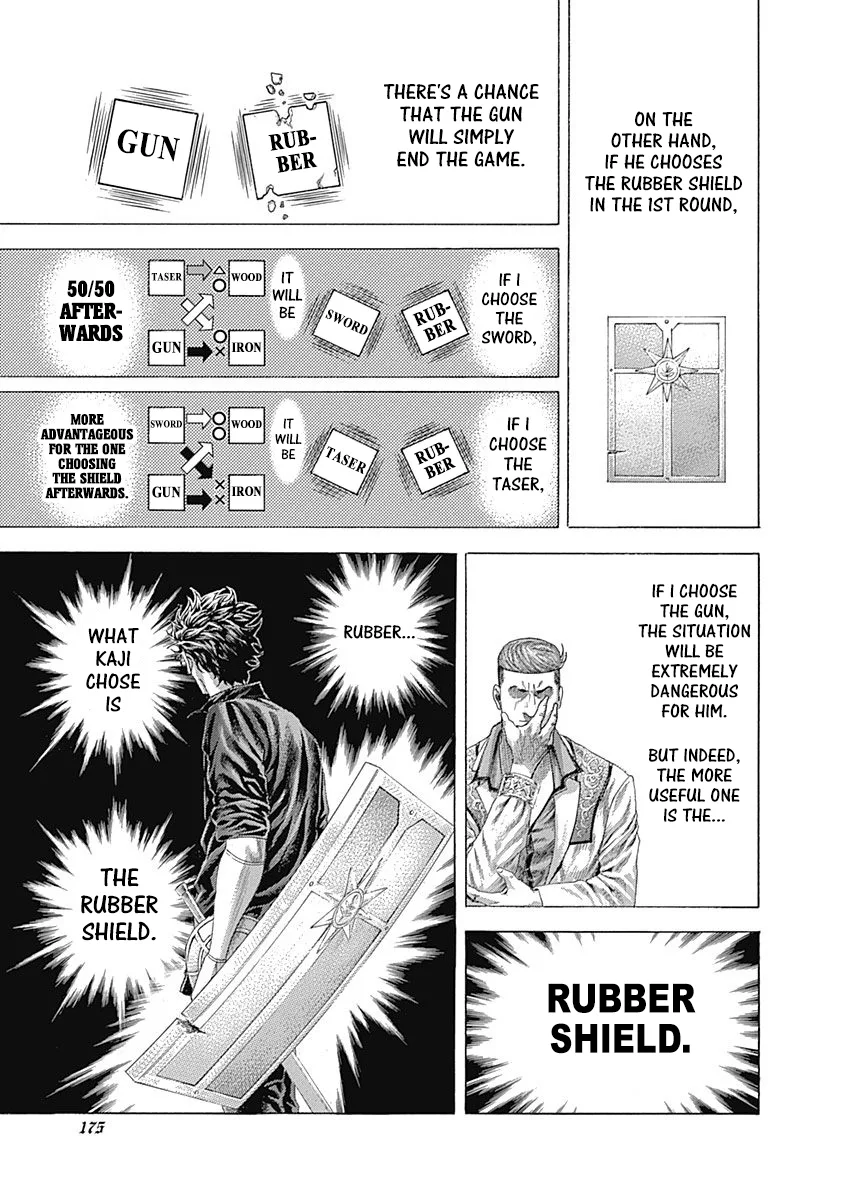 ON THE
OTHER HAND,
IF HE CHOOSES
THE RUBBER SHIELD
IN THE 1ST ROUND,
THERE'S A CHANCE
THAT THE GUN
WILL SIMPLY
END THE GAME.
RUB-
BER
GUN
IF I
CHOOSE
THE
SWORD,
RUB-
BER
SWORD
IT
WILL
BE
TASER
WOOD
GUN
IRON
50/50
AFTER-
WARDS
IF I
CHOOSE
THE
TASER,
RUB-
BER
TASER
IT
WILL
BE
SWORD
WOOD
GUN
IRON
MORE
ADVANTAGEOUS
FOR THE ONE
CHOOSING
THE SHIELD
AFTERWARDS.
IF I CHOOSE
THE GUN,
THE SITUATION
WILL BE
EXTREMELY
DANGEROUS
FOR HIM.
BUT INDEED,
THE MORE
USEFUL ONE
IS THE...
RUBBER
SHIELD.
RUBBER...
WHAT
KAJI
CHOSE
IS
THE
RUBBER
SHIELD.
175